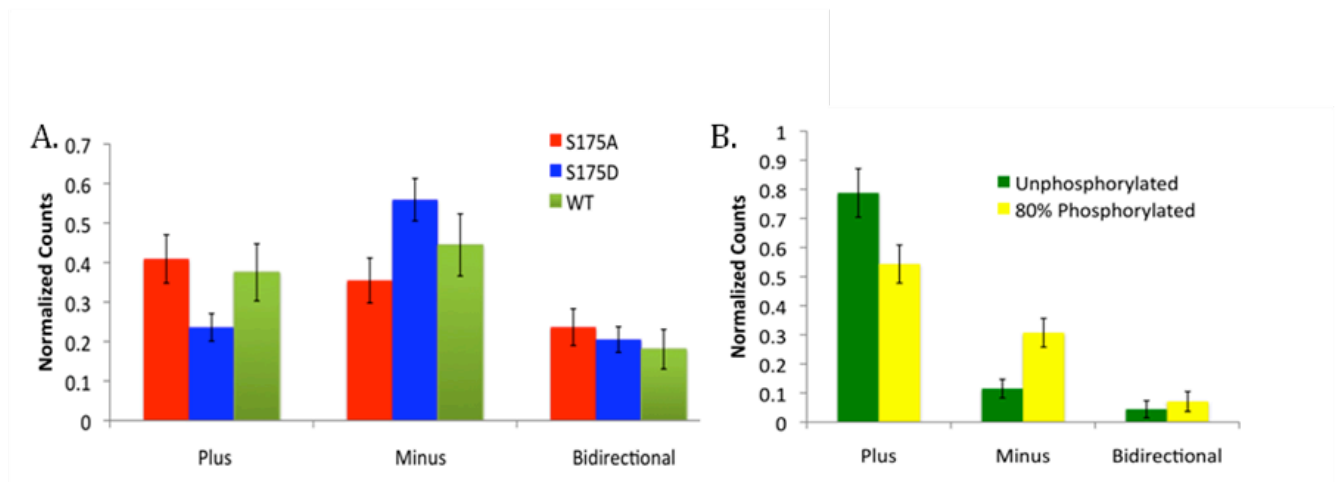 A.
Normalized Counts
0.7
0.6
0.5
0.4
0.3
0.2
0.1
0
S175A
S175D
WT
Plus
Minus
Bidirectional
B.
Normalized Counts
1
0.9
0.8
0.7
0.6
0.5
0.4
0.3
0.2
0.1
0
Unphosphorylated
80% Phosphorylated
Plus
Minus
Bidirectional